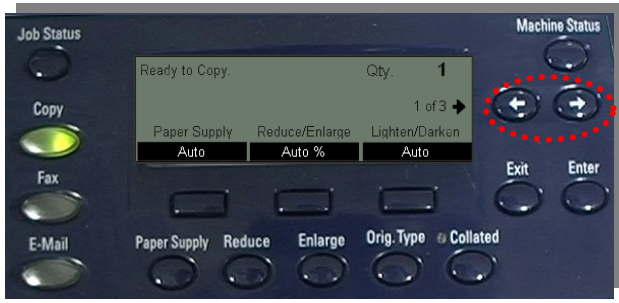 Job Status
Machine Status
Ready to Copy. Qty. 1
1 of 3
Copy
Paper Supply Reduce/Enlarge Lighten/Darken
Auto Auto % Auto
Fax
Exit Enter
E-Mail
Paper Supply Reduce Enlarge Orig. Type Collated